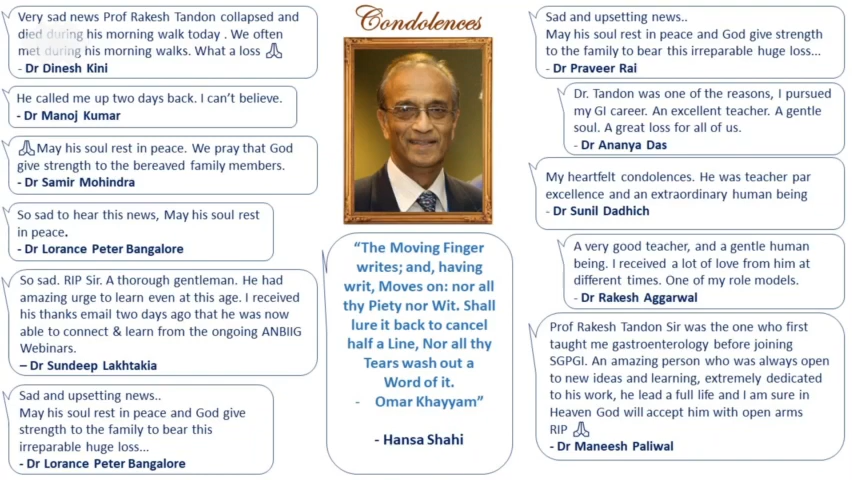 Very sad news Prof Rakesh Tandon collapsed and
died during his morning walk today . We often
met during his morning walks. What a loss
- Dr Dinesh Kini
He called me up two days back. I can’t believe.
- Dr Manoj Kumar
May his soul rest in peace. We pray that God
give strength to the bereaved family members.
- Dr Samir Mohindra
So sad to hear this news, May his soul rest
in peace.
- Dr Lorance Peter Bangalore
So sad. RIP Sir. A thorough gentleman. He had
amazing urge to learn even at this age. I received
his thanks email two days ago that he was now
able to connect & learn from the ongoing ANBIIG
Webinars.
– Dr Sundeep Lakhtakia
Sad and upsetting news..
May his soul rest in peace and God give
strength to the family to bear this
irreparable huge loss...
- Dr Lorance Peter Bangalore
Condolences
“The Moving Finger
writes; and, having
writ, Moves on: nor all
thy Piety nor Wit. Shall
lure it back to cancel
half a Line, Nor all thy
Tears wash out a
Word of it.
- Omar Khayyam”
- Hansa Shahi
Sad and upsetting news..
May his soul rest in peace and God give strength
to the family to bear this irreparable huge loss...
- Dr Praveer Rai
Dr. Tandon was one of the reasons, I pursued
my GI career. An excellent teacher. A gentle
soul. A great loss for all of us.
- Dr Ananya Das
My heartfelt condolences. He was teacher par
excellence and an extraordinary human being
- Dr Sunil Dadhich
A very good teacher, and a gentle human
being. I received a lot of love from him at
different times. One of my role models.
- Dr Rakesh Aggarwal
Prof Rakesh Tandon Sir was the one who first
taught me gastroenterology before joining
SGPGI. An amazing person who was always open
to new ideas and learning, extremely dedicated
to his work, he lead a full life and I am sure in
Heaven God will accept him with open arms
RIP
- Dr Maneesh Paliwal